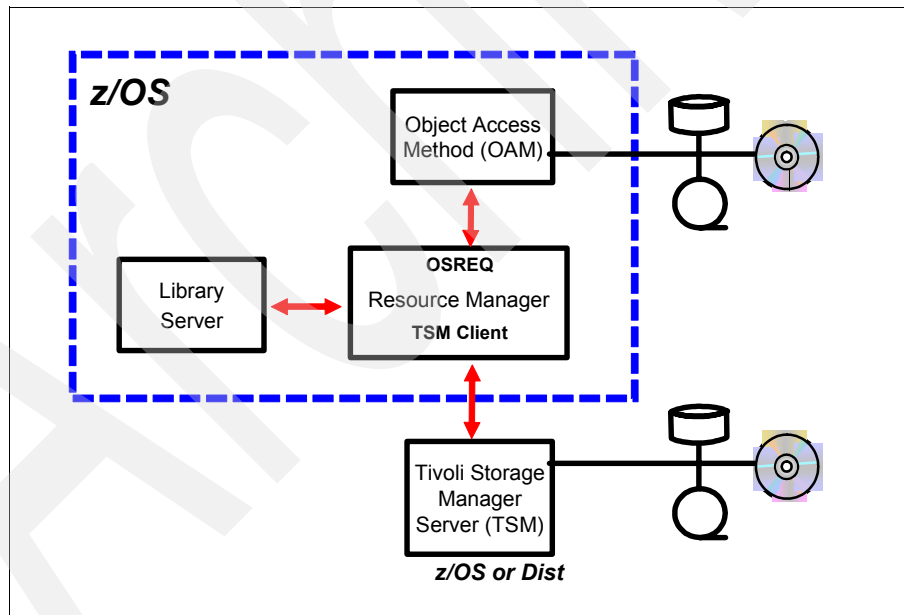 z/OS
Object Access
Method (OAM)
OSREQ
Resource Manager
TSM Client
Library
Server
Tivoli Storage
Manager
Server (TSM)
z/OS or Dist